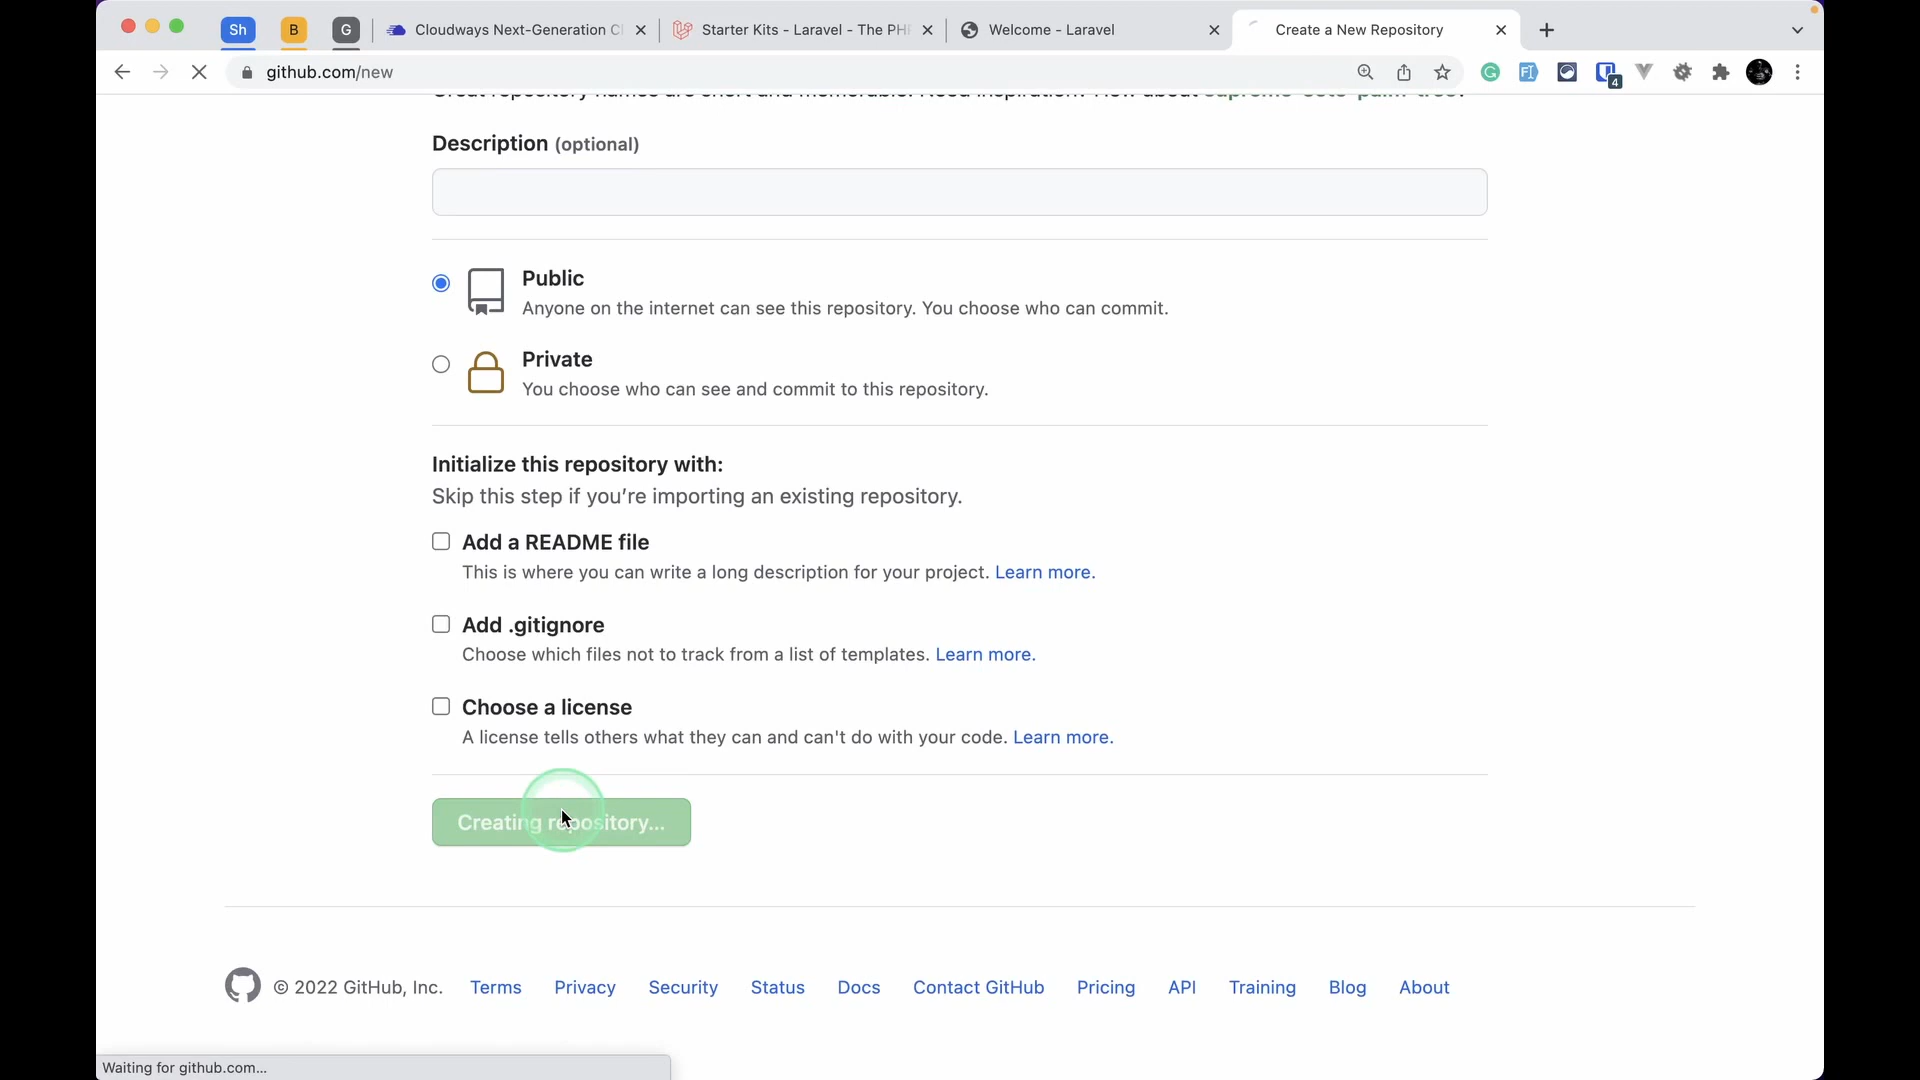 Sh
B
G
Cloudways Next-Generation Cl
Starter Kits - Laravel - The PH
Welcome - Laravel
Create a New Repository
github.com/new
4
Description (optional)
Public
Anyone on the internet can see this repository. You choose who can commit.
Private
You choose who can see and commit to this repository.
Initialize this repository with:
Skip this step if you’re importing an existing repository.
Add a README file
This is where you can write a long description for your project. Learn more.
Add .gitignore
Choose which files not to track from a list of templates. Learn more.
Choose a license
A license tells others what they can and can't do with your code. Learn more.
Creating repository...
© 2022 GitHub, Inc.
Terms
Privacy
Security
Status
Docs
Contact GitHub
Pricing
API
Training
Blog
About
Waiting for github.com...